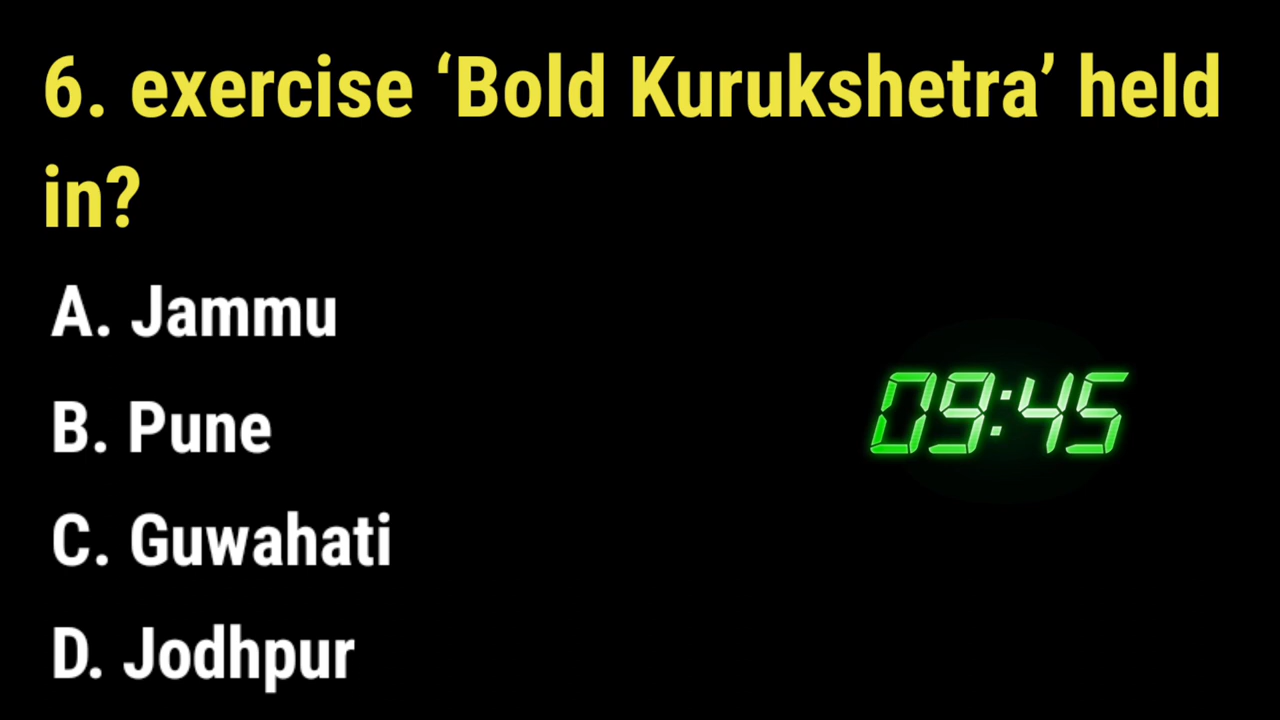 6. exercise ‘Bold Kurukshetra’ held
in?
A. Jammu
B. Pune
09:45
C. Guwahati
D. Jodhpur